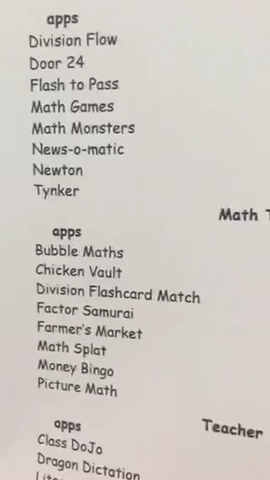 apps
Division Flow
Door 24
Flash to Pass
Math Games
Math Monsters
News-o-matic
Newton
Tynker
Math
apps
Bubble Maths
Chicken Vault
Division Flashcard Match
Factor Samurai
Farmer's Market
Math Splat
Money Bingo
Picture Math
Teacher
apps
Class DoJo
Dragon Dictation